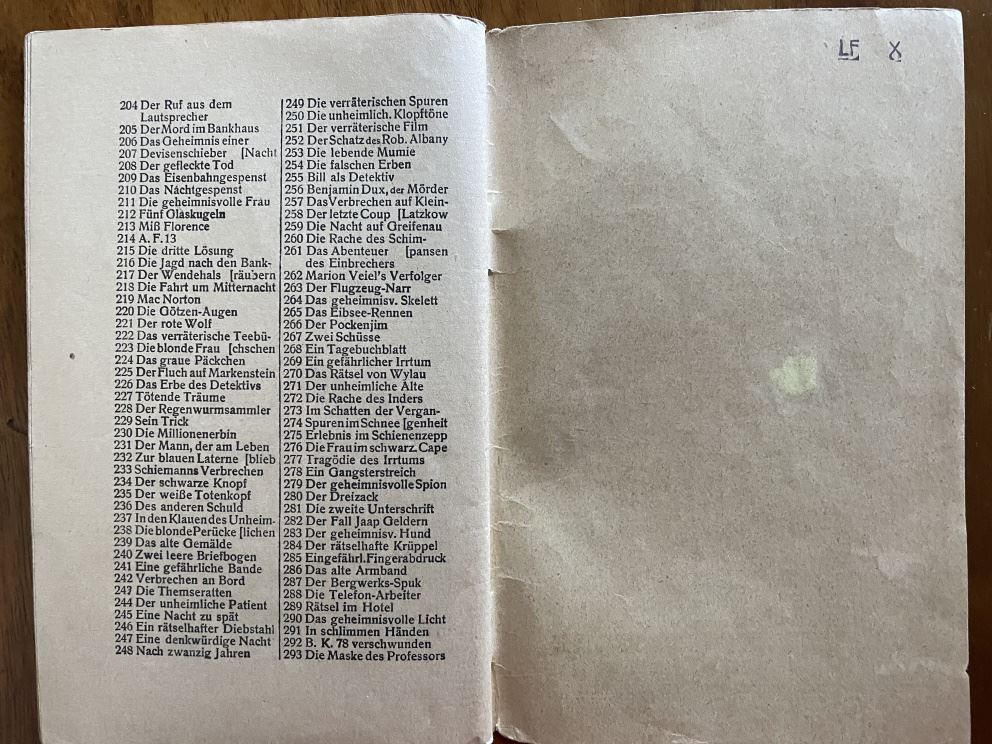 204 Der Ruf aus dem
Lautsprecher
205 Der Mord im Bankhaus
206 Das Geheimnis einer
207 Devisenschieber [Nacht
208 Der gefleckte Tod
209 Das Eisenbahngespenst
210 Das Nachtgespenst
211 Die geheimnisvolle Frau
212 Fünf Glaskugeln
213 Miß Florence
214 A. F. 13
215 Die dritte Lösung
216 Die Jagd nach den Bank-
217 Der Wendehals [räubern
218 Die Fahrt um Mitternacht
219 Mac Norton
220 Die Götzen-Augen
221 Der rote Wolf
222 Das verräterische Teebü-
223 Die blonde Frau [chschen
224 Das graue Päckchen
225 Der Fluch auf Markenstein
226 Das Erbe des Detektivs
227 Tötende Träume
228 Der Regenwurmsammler
229 Sein Trick
230 Die Millionenerbin
231 Der Mann, der am Leben
232 Zur blauen Laterne [blieb
233 Schiemanns Verbrechen
234 Der schwarze Knopf
235 Der weiße Totenkopf
236 Des anderen Schuld
237 In den Klauen des Unheim-
238 Die blonde Perücke [lichen
239 Das alte Gemälde
240 Zwei leere Briefbogen
241 Eine gefährliche Bande
242 Verbrechen an Bord
243 Die Themseratten
244 Der unheimliche Patient
245 Eine Nacht zu spät
246 Ein rätselhafter Diebstahl
247 Eine denkwürdige Nacht
248 Nach zwanzig Jahren
249 Die verräterischen Spuren
250 Die unheimlich. Klopftöne
251 Der verräterische Film
252 Der Schatz des Rob. Albany
253 Die lebende Mumie
254 Die falschen Erben
255 Bill als Detektiv
256 Benjamin Dux, der Mörder
257 Das Verbrechen auf Klein-
258 Der letzte Coup [Latzkow
259 Die Nacht auf Greifenau
260 Die Rache des Schim-
261 Das Abenteuer [pansen
des Einbrechers
262 Marion Veiel's Verfolger
263 Der Flugzeug-Narr
264 Das geheimnisv. Skelett
265 Das Eibsee-Rennen
266 Der Pockenjim
267 Zwei Schüsse
268 Ein Tagebuchblatt
269 Ein gefährlicher Irrtum
270 Das Rätsel von Wylau
271 Der unheimliche Alte
272 Die Rache des Inders
273 Im Schatten der Vergan-
274 Spuren im Schnee [genheit
275 Erlebnis im Schienenzepp
276 Die Frau im schwarz. Cape
277 Tragödie des Irrtums
278 Ein Gangsterstreich
279 Der geheimnisvolle Spion
280 Der Dreizack
281 Die zweite Unterschrift
282 Der Fall Jaap Geldern
283 Der geheimnisv. Hund
284 Der rätselhafte Krüppel
285 Ein gefährl. Fingerabdruck
286 Das alte Armband
287 Der Bergwerks-Spuk
288 Die Telefon-Arbeiter
289 Rätsel im Hotel
290 Das geheimnisvolle Licht
291 In schlimmen Händen
292 B. K. 78 verschwunden
293 Die Maske des Professors
LF X